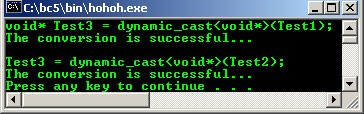 C:\bc5\bin\hohoh.exe
void* Test3 = dynamic_cast<void*>(Test1);
The conversion is successful...
Test3 = dynamic_cast<void*>(Test2);
The conversion is successful...
Press any key to continue . . .